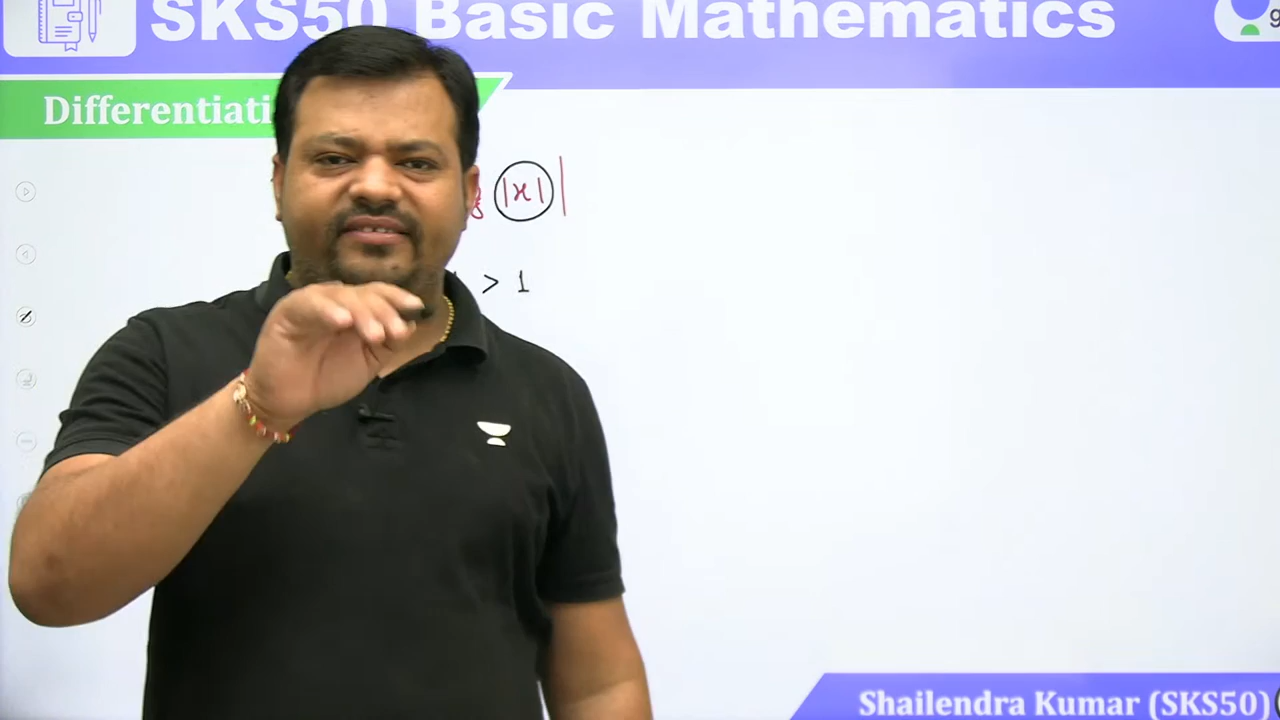 SKS50 Basic Mathematics
g
Differentiati
|x| |
> 1
Shailendra Kumar (SKS50)